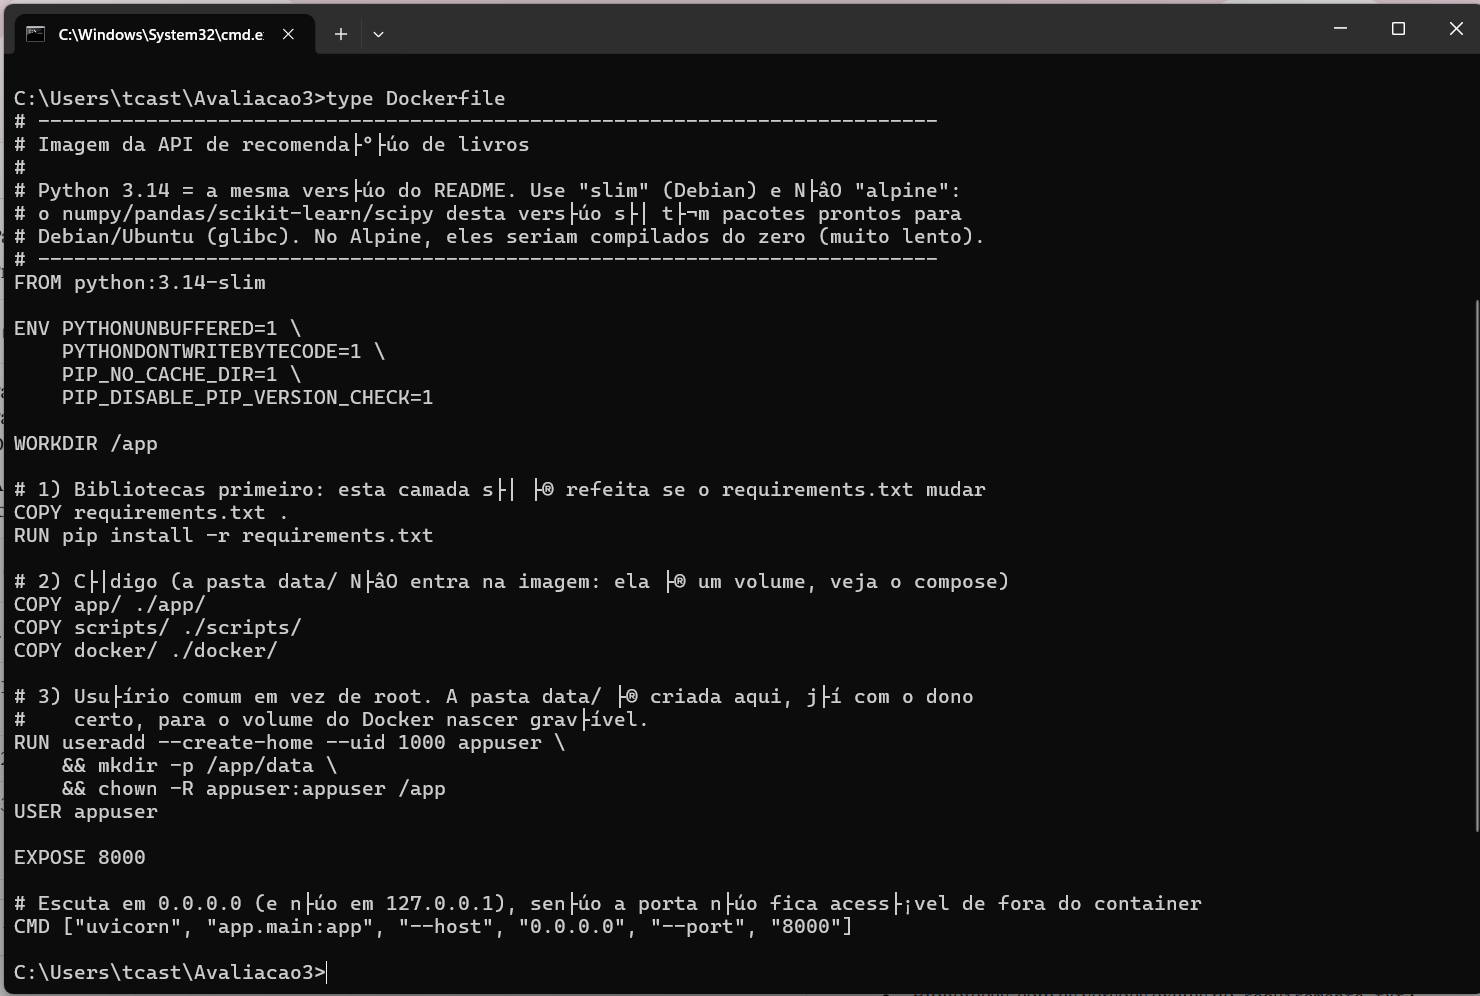 C:\Windows\System32\cmd.e
C:\Users\tcast\Avaliacao3>type Dockerfile
# ---------------------------------------------------------------------------
# Imagem da API de recomenda├º├úo de livros
#
# Python 3.14 = a mesma vers├úo do README. Use "slim" (Debian) e N├âO "alpine":
# o numpy/pandas/scikit-learn/scipy desta vers├úo s├│ t├¬m pacotes prontos para
# Debian/Ubuntu (glibc). No Alpine, eles seriam compilados do zero (muito lento).
# ---------------------------------------------------------------------------
FROM python:3.14-slim
ENV PYTHONUNBUFFERED=1 \
    PYTHONDONTWRITEBYTECODE=1 \
    PIP_NO_CACHE_DIR=1 \
    PIP_DISABLE_PIP_VERSION_CHECK=1
WORKDIR /app
# 1) Bibliotecas primeiro: esta camada s├│ ├® refeita se o requirements.txt mudar
COPY requirements.txt .
RUN pip install -r requirements.txt
# 2) C├│digo (a pasta data/ N├âO entra na imagem: ela ├® um volume, veja o compose)
COPY app/ ./app/
COPY scripts/ ./scripts/
COPY docker/ ./docker/
# 3) Usu├írio comum em vez de root. A pasta data/ ├® criada aqui, j├í com o dono
#    certo, para o volume do Docker nascer grav├ível.
RUN useradd --create-home --uid 1000 appuser \
    && mkdir -p /app/data \
    && chown -R appuser:appuser /app
USER appuser
EXPOSE 8000
# Escuta em 0.0.0.0 (e n├úo em 127.0.0.1), sen├úo a porta n├úo fica acess├¡vel de fora do container
CMD ["uvicorn", "app.main:app", "--host", "0.0.0.0", "--port", "8000"]
C:\Users\tcast\Avaliacao3>